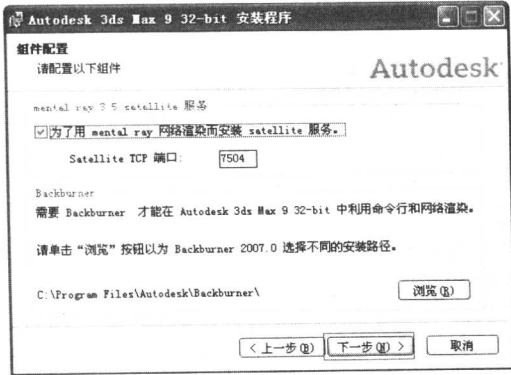 Autodesk 3ds Max 9 32-bit 安装程序
组件配置
请配置以下组件
Autodesk
mental ray 3.5 satellite 服务
为了用 mental ray 网络渲染而安装 satellite 服务。
Satellite TCP 端口: 7504
Backburner
需要 Backburner 才能在 Autodesk 3ds Max 9 32-bit 中利用命令行和网络渲染。
请单击“浏览”按钮以为 Backburner 2007.0 选择不同的安装路径。
C:\Program Files\Autodesk\Backburner\ 浏览(R)
< 上一步(B) 下一步(N) > 取消